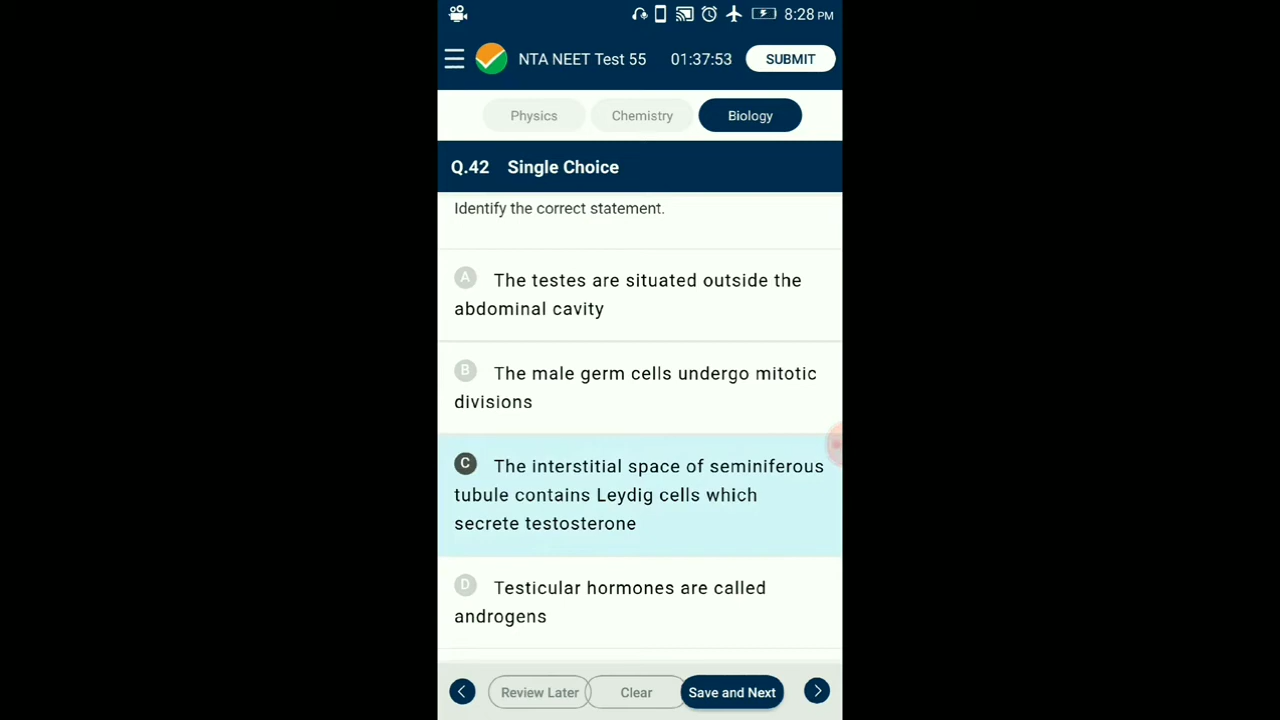 8:28 PM
NTA NEET Test 55 01:37:53 SUBMIT
Physics Chemistry Biology
Q.42 Single Choice
Identify the correct statement.
A The testes are situated outside the
abdominal cavity
B The male germ cells undergo mitotic
divisions
C The interstitial space of seminiferous
tubule contains Leydig cells which
secrete testosterone
D Testicular hormones are called
androgens
Review Later Clear Save and Next